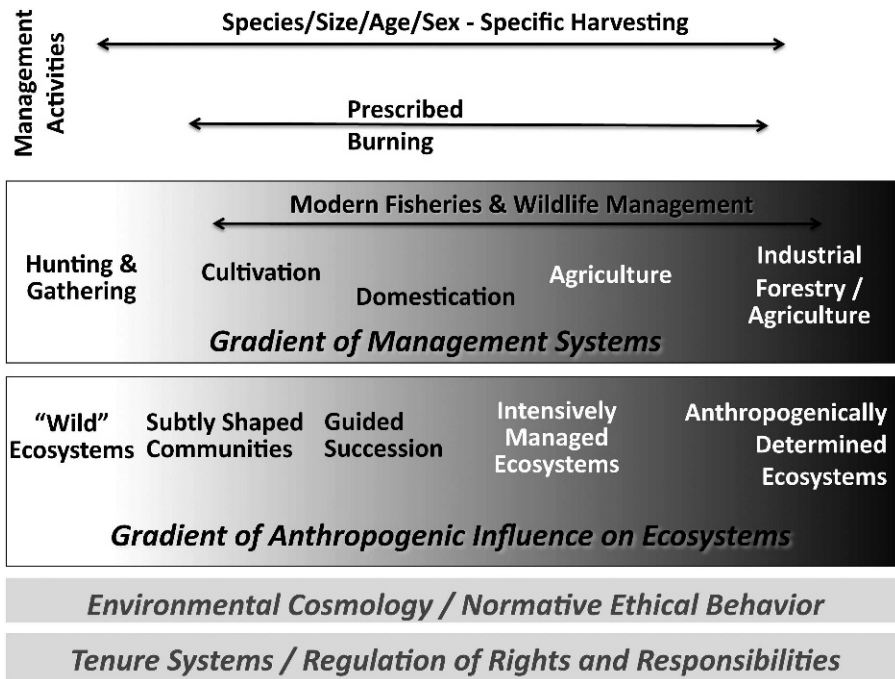 Management
Activities
Species/Size/Age/Sex - Specific Harvesting
Prescribed
Burning
Modern Fisheries & Wildlife Management
Hunting &
Gathering
Cultivation
Domestication
Agriculture
Industrial
Forestry /
Agriculture
Gradient of Management Systems
“Wild”
Ecosystems
Subtly Shaped
Communities
Guided
Succession
Intensively
Managed
Ecosystems
Anthropogenically
Determined
Ecosystems
Gradient of Anthropogenic Influence on Ecosystems
Environmental Cosmology / Normative Ethical Behavior
Tenure Systems / Regulation of Rights and Responsibilities